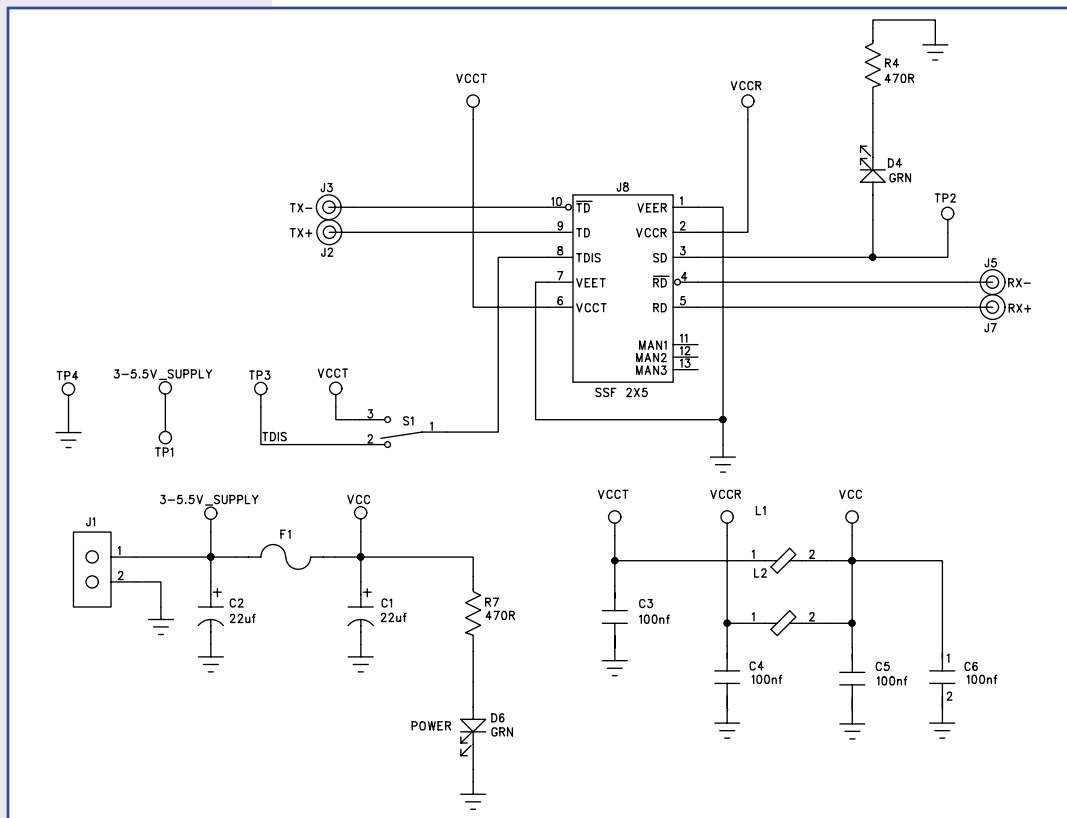 R4
470R
VCCT
VCCR
D4
GRN
TP2
J3
J8
TX-
10
TD
VEER
1
TX+
9
TD
VCCR
2
J2
8
TDIS
SD
3
J5
7
VEET
RD
4
RX-
6
VCCT
RD
5
RX+
J7
MAN1
11
MAN2
12
MAN3
13
SSF 2X5
TP4
3-5.5V_SUPPLY
TP3
VCCT
3
S1
1
TDIS
2
TP1
3-5.5V_SUPPLY
VCC
VCCT
VCCR
L1
VCC
J1
F1
1
2
1
2
L2
C2
22uf
C1
22uf
R7
470R
C3
100nf
1
2
C4
100nf
C5
100nf
1
C6
100nf
2
POWER
D6
GRN